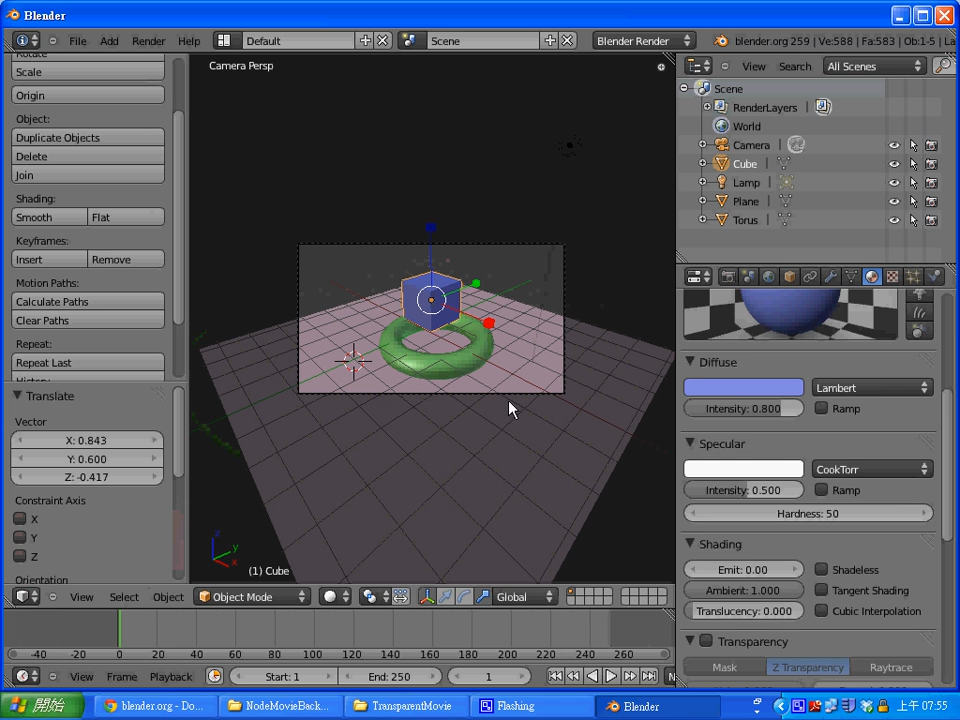 Blender
File Add Render Help Default Scene Blender Render blender.org 259 | Ve:588 | Fa:583 | Ob:1-5 | La
Scale
Origin
Object:
Duplicate Objects
Delete
Join
Shading:
Smooth Flat
Keyframes:
Insert Remove
Motion Paths:
Calculate Paths
Clear Paths
Repeat:
Repeat Last
Translate
Vector
X: 0.843
Y: 0.600
Z: -0.417
Constraint Axis
X
Y
Z
Orientation
Camera Persp
z
y
x
(1) Cube
View Select Object Object Mode Global
-40 -20 0 20 40 60 80 100 120 140 160 180 200 220 240 260
View Frame Playback Start: 1 End: 250 1
View Search All Scenes
Scene
RenderLayers
World
Camera
Cube
Lamp
Plane
Torus
Diffuse
Lambert
Intensity: 0.800 Ramp
Specular
CookTorr
Intensity: 0.500 Ramp
Hardness: 50
Shading
Emit: 0.00 Shadeless
Ambient: 1.000 Tangent Shading
Translucency: 0.000 Cubic Interpolation
Transparency
Mask Z Transparency Raytrace
開始 blender.org - Do... NodeMovieBack... TransparentMovie Flashing Blender 上午 07:55